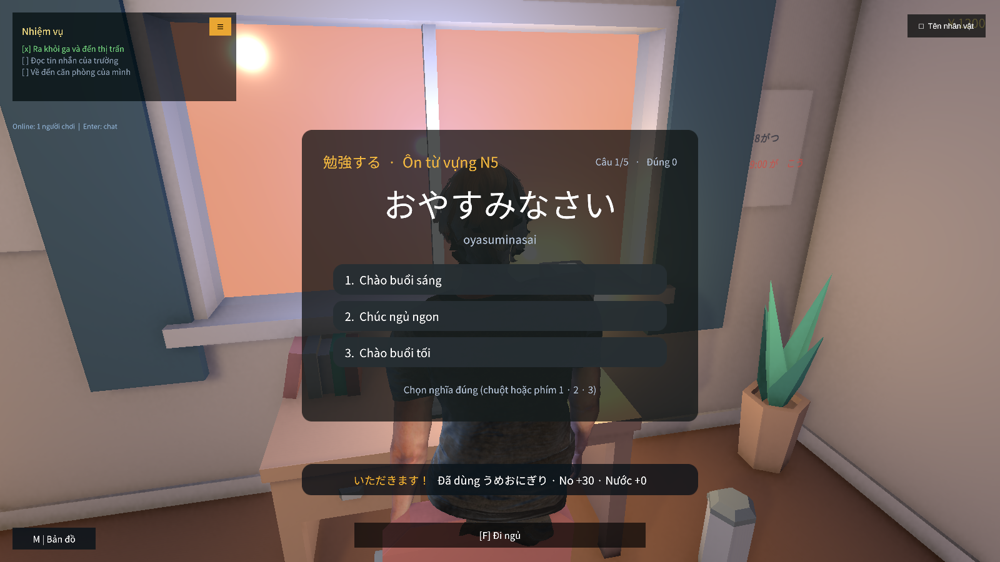 Nhiệm vụ
☰
[x] Ra khỏi ga và đến thị trấn
[ ] Đọc tin nhắn của trường
[ ] Về đến căn phòng của mình
Online: 1 người chơi | Enter: chat
□ Tên nhân vật
8がつ
勉強する · Ôn từ vựng N5
Câu 1/5 · Đúng 0
おやすみなさい
oyasuminasai
1. Chào buổi sáng
2. Chúc ngủ ngon
3. Chào buổi tối
Chọn nghĩa đúng (chuột hoặc phím 1 · 2 · 3)
いただきます！ Đã dùng うめおにぎり · No +30 · Nước +0
[F] Đi ngủ
M | Bản đồ